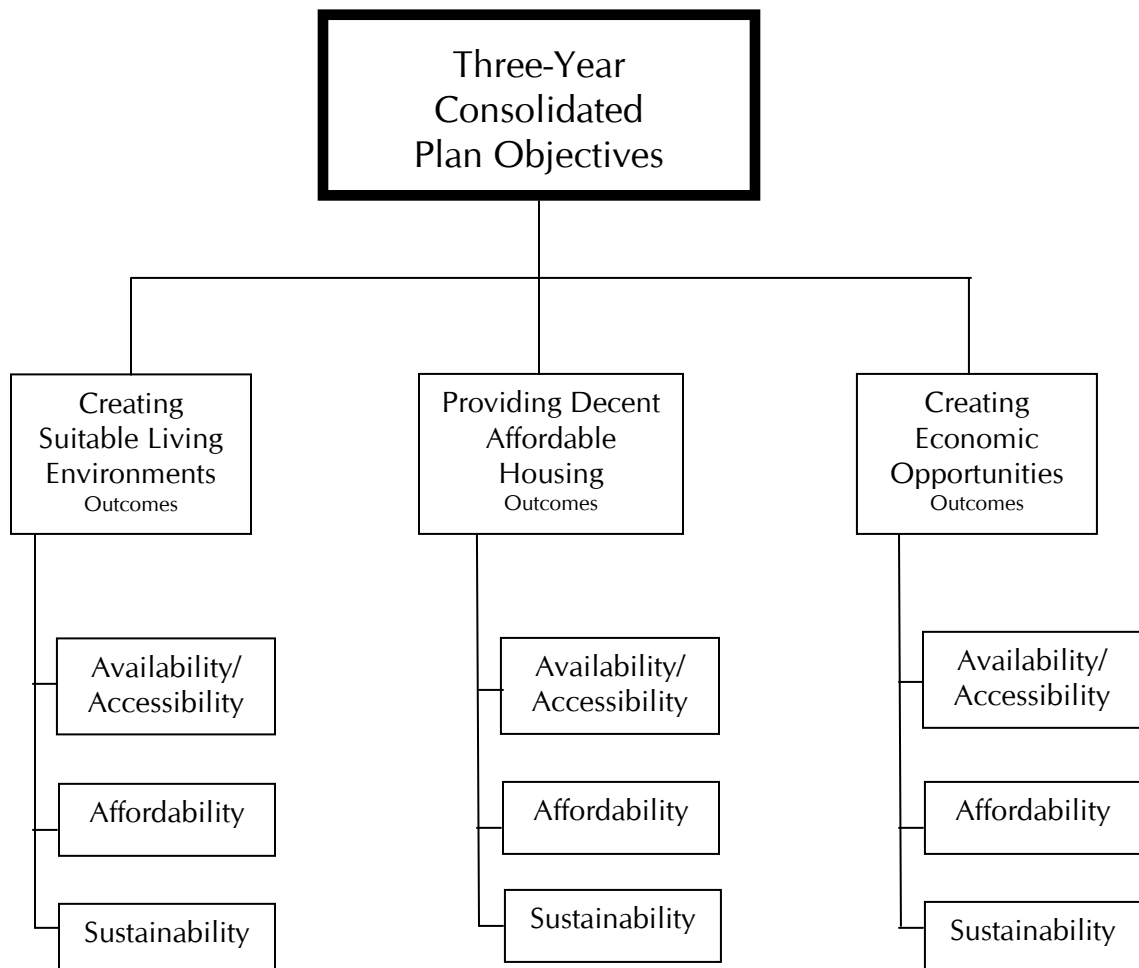 Three-Year
Consolidated
Plan Objectives
Creating
Suitable Living
Environments
Outcomes
Availability/
Accessibility
Affordability
Sustainability
Providing Decent
Affordable
Housing
Outcomes
Availability/
Accessibility
Affordability
Sustainability
Creating
Economic
Opportunities
Outcomes
Availability/
Accessibility
Affordability
Sustainability